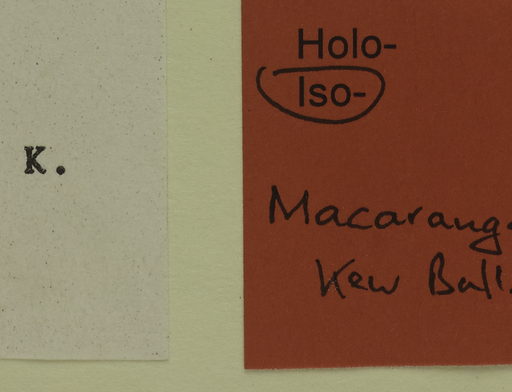 K.
Holo-
Iso-
Macarang
Kew Bull.